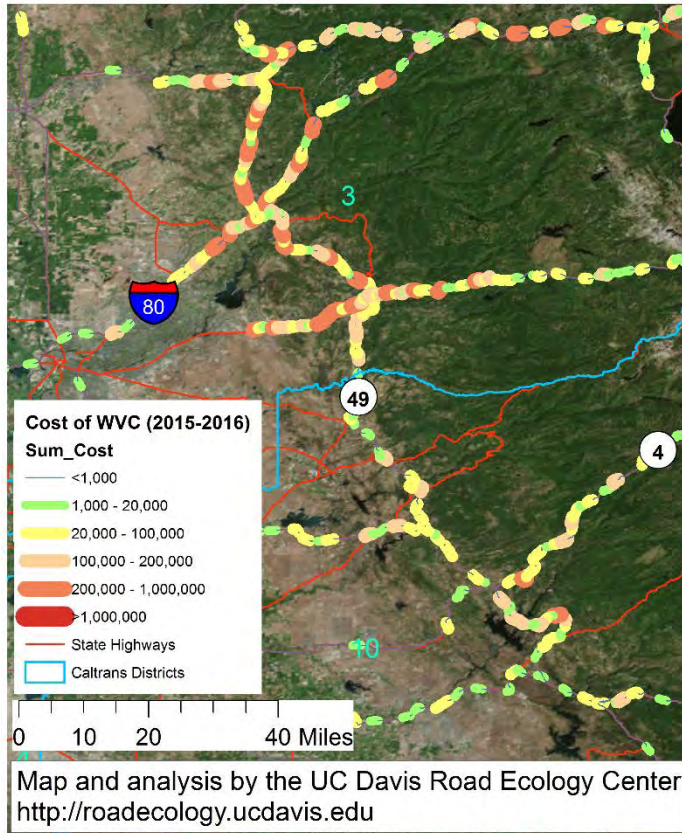 3
80
49
4
10
Cost of WVC (2015-2016)
Sum_Cost
<1,000
1,000 - 20,000
20,000 - 100,000
100,000 - 200,000
200,000 - 1,000,000
>1,000,000
State Highways
Caltrans Districts
0 10 20 40 Miles
Map and analysis by the UC Davis Road Ecology Center
http://roadecology.ucdavis.edu